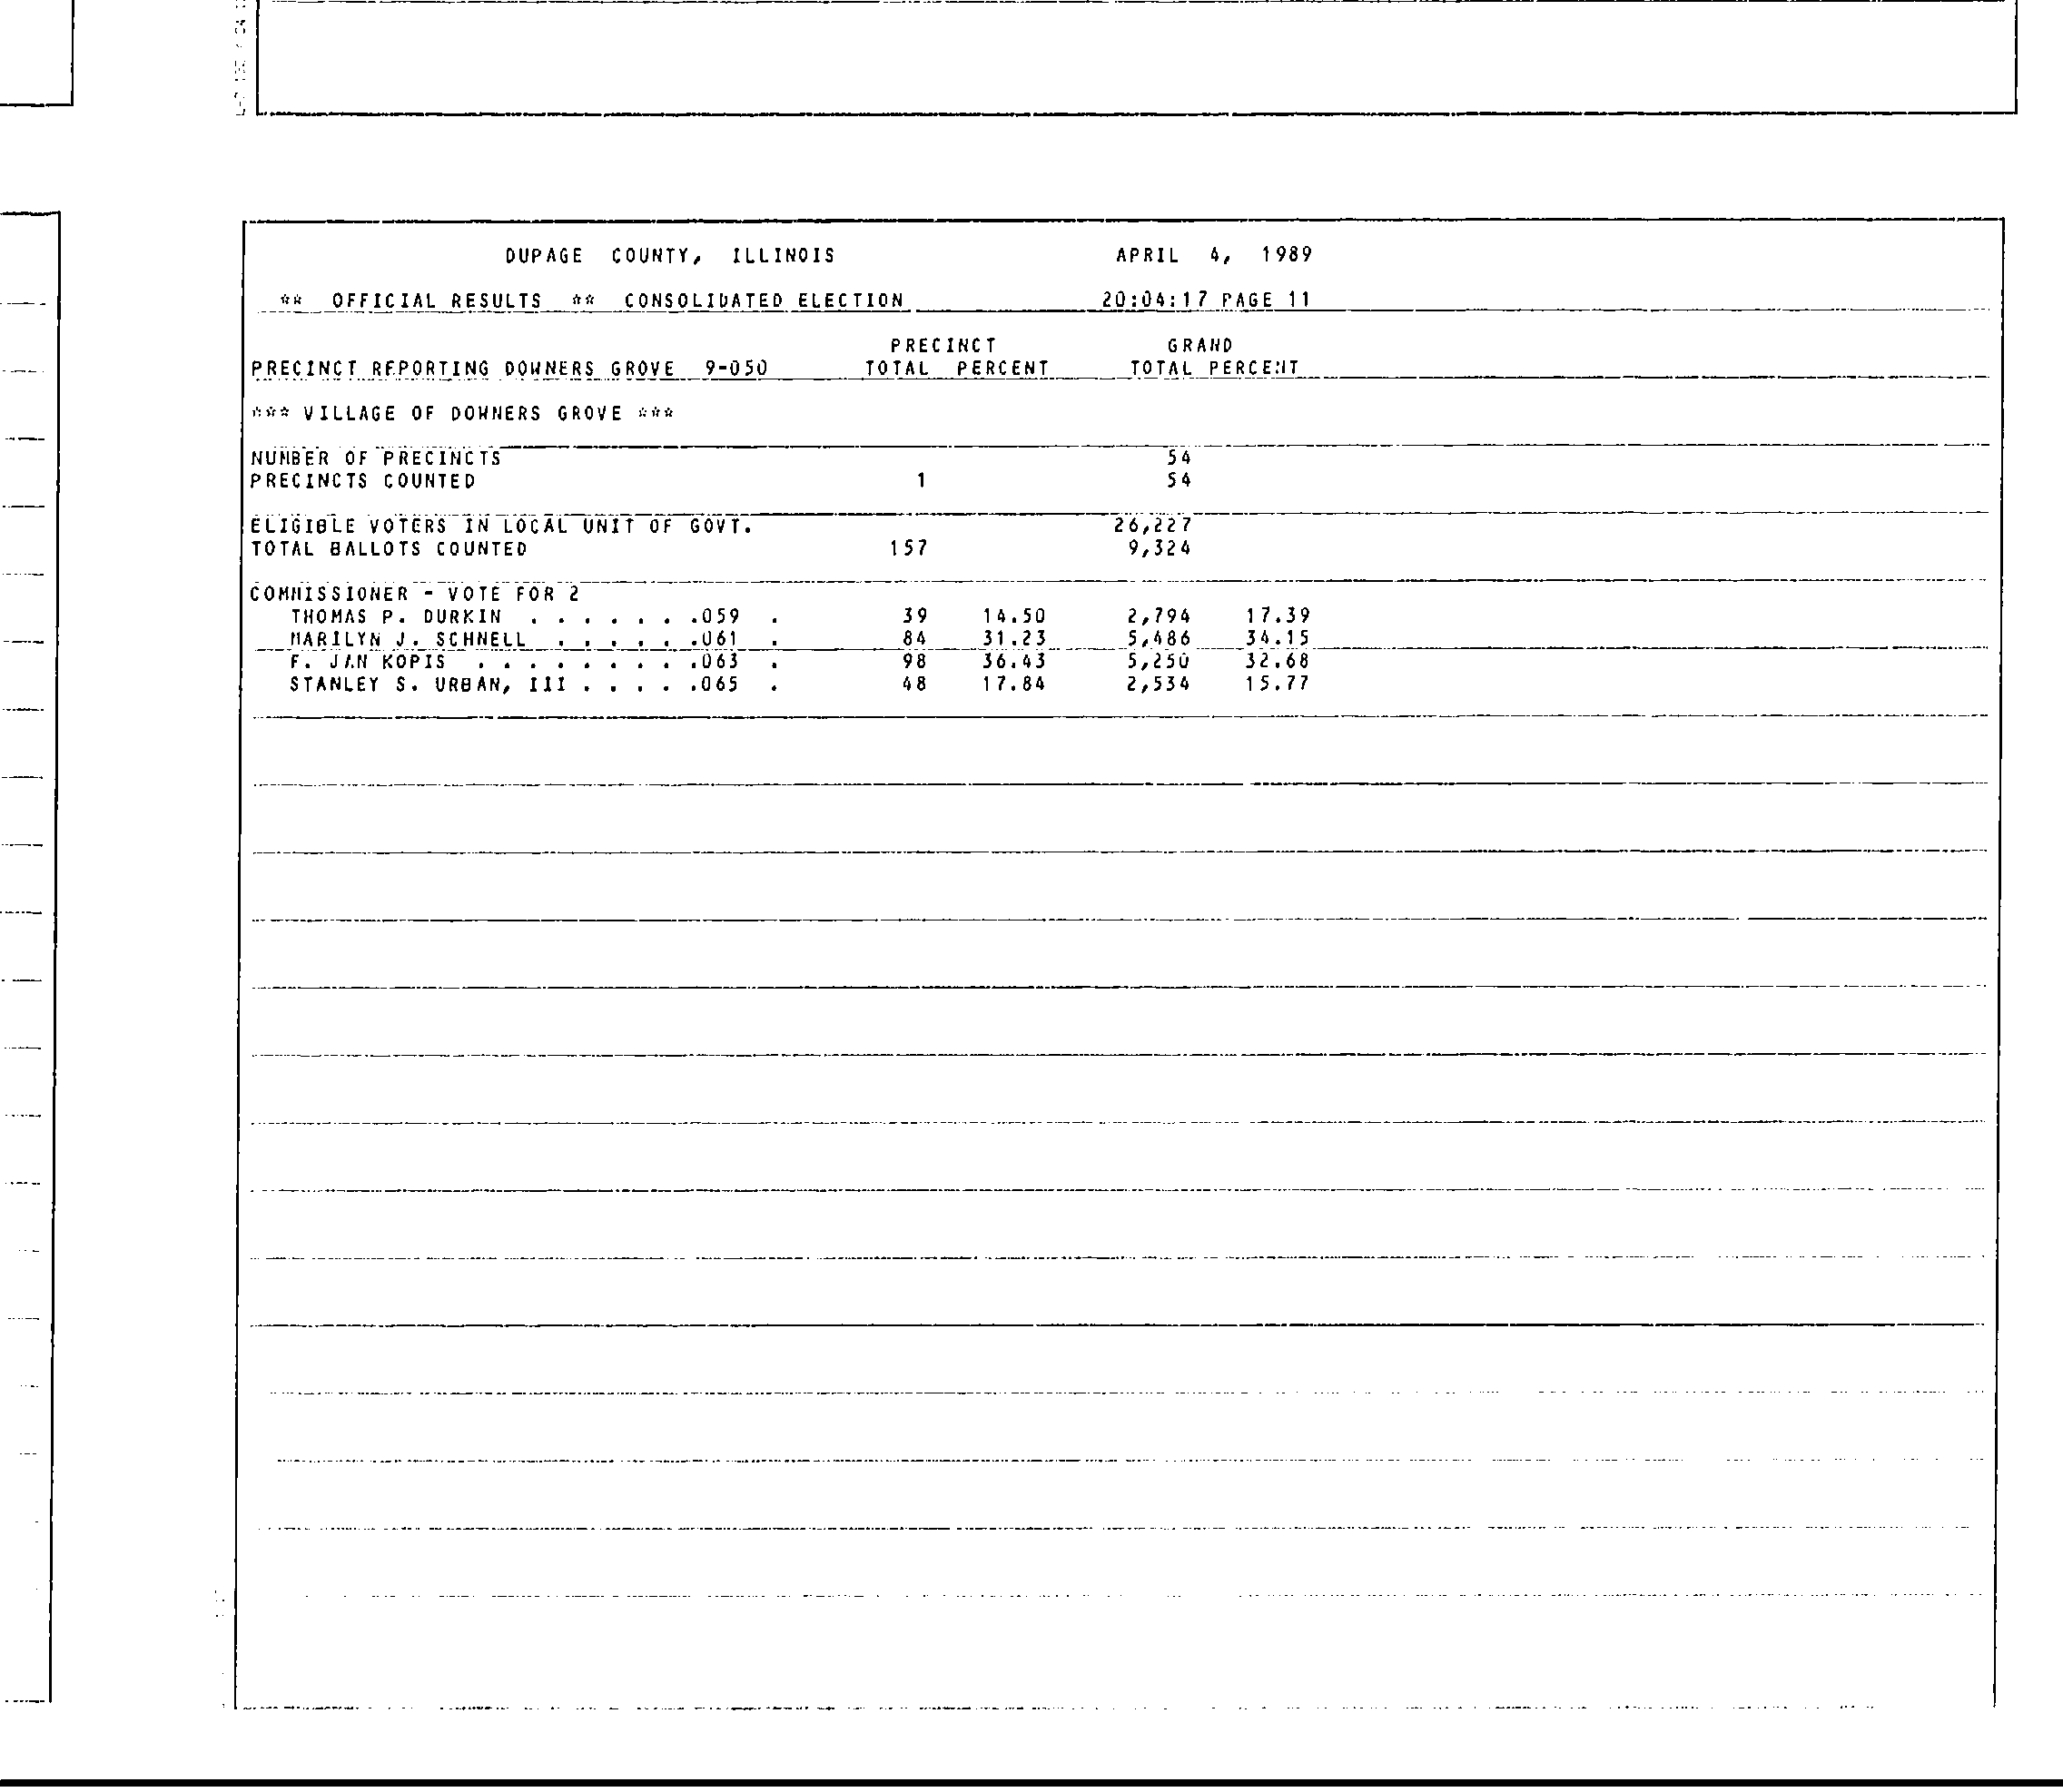 DUPAGE COUNTY, ILLINOIS APRIL 4, 1989
** OFFICIAL RESULTS ** CONSOLIDATED ELECTION 20:04:17 PAGE 11
PRECINCT GRAND
PRECINCT REPORTING DOWNERS GROVE 9-050 TOTAL PERCENT TOTAL PERCENT
*** VILLAGE OF DOWNERS GROVE ***
NUMBER OF PRECINCTS 54
PRECINCTS COUNTED 1 54
ELIGIBLE VOTERS IN LOCAL UNIT OF GOVT. 26,227
TOTAL BALLOTS COUNTED 157 9,324
COMMISSIONER - VOTE FOR 2
THOMAS P. DURKIN . . . . . . .059 . 39 14.50 2,794 17.39
MARILYN J. SCHNELL . . . . . .061 . 84 31.23 5,486 34.15
F. JAN KOPIS . . . . . . . . .063 . 98 36.43 5,250 32.68
STANLEY S. URBAN, III . . . . .065 . 48 17.84 2,534 15.77